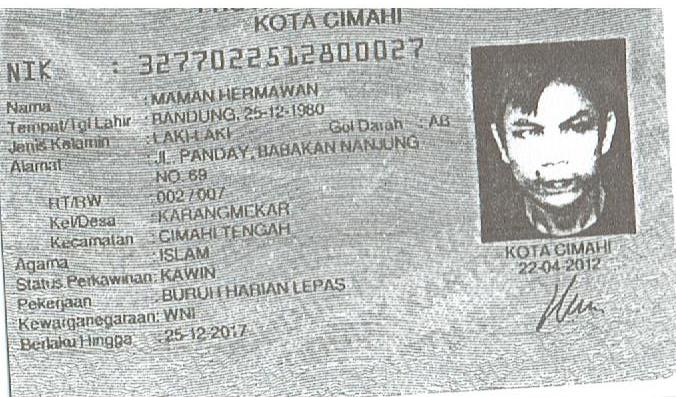 KOTA CIMAHI
NIK : 3277022512800027
Nama : MAMAN HERMAWAN
Tempat/Tgl Lahir : BANDUNG, 25-12-1980
Jenis Kelamin : LAKI-LAKI Gol Darah : AB
Alamat : JL. PANDAY, BABAKAN NANJUNG
NO. 69
RT/RW : 002 / 007
Kel/Desa : KARANGMEKAR
Kecamatan : CIMAHI TENGAH
Agama : ISLAM
Status Perkawinan: KAWIN
Pekerjaan : BURUH HARIAN LEPAS
Kewarganegaraan: WNI
Berlaku Hingga : 25-12-2017
KOTA CIMAHI
22-04-2012